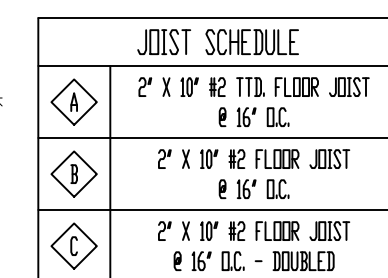 JOIST SCHEDULE
A
2" X 10" #2 TTD. FLOOR JOIST
@ 16" O.C.
B
2" X 10" #2 FLOOR JOIST
@ 16" O.C.
C
2" X 10" #2 FLOOR JOIST
@ 16" O.C. - DOUBLED